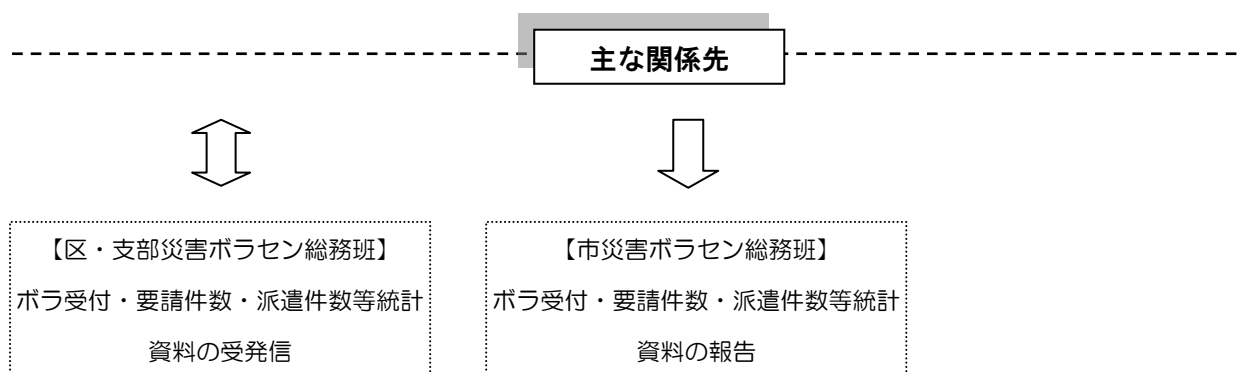 主な関係先
【区・支部災害ボラセン総務班】
ボラ受付・要請件数・派遣件数等統計
資料の受発信
【市災害ボラセン総務班】
ボラ受付・要請件数・派遣件数等統計
資料の報告